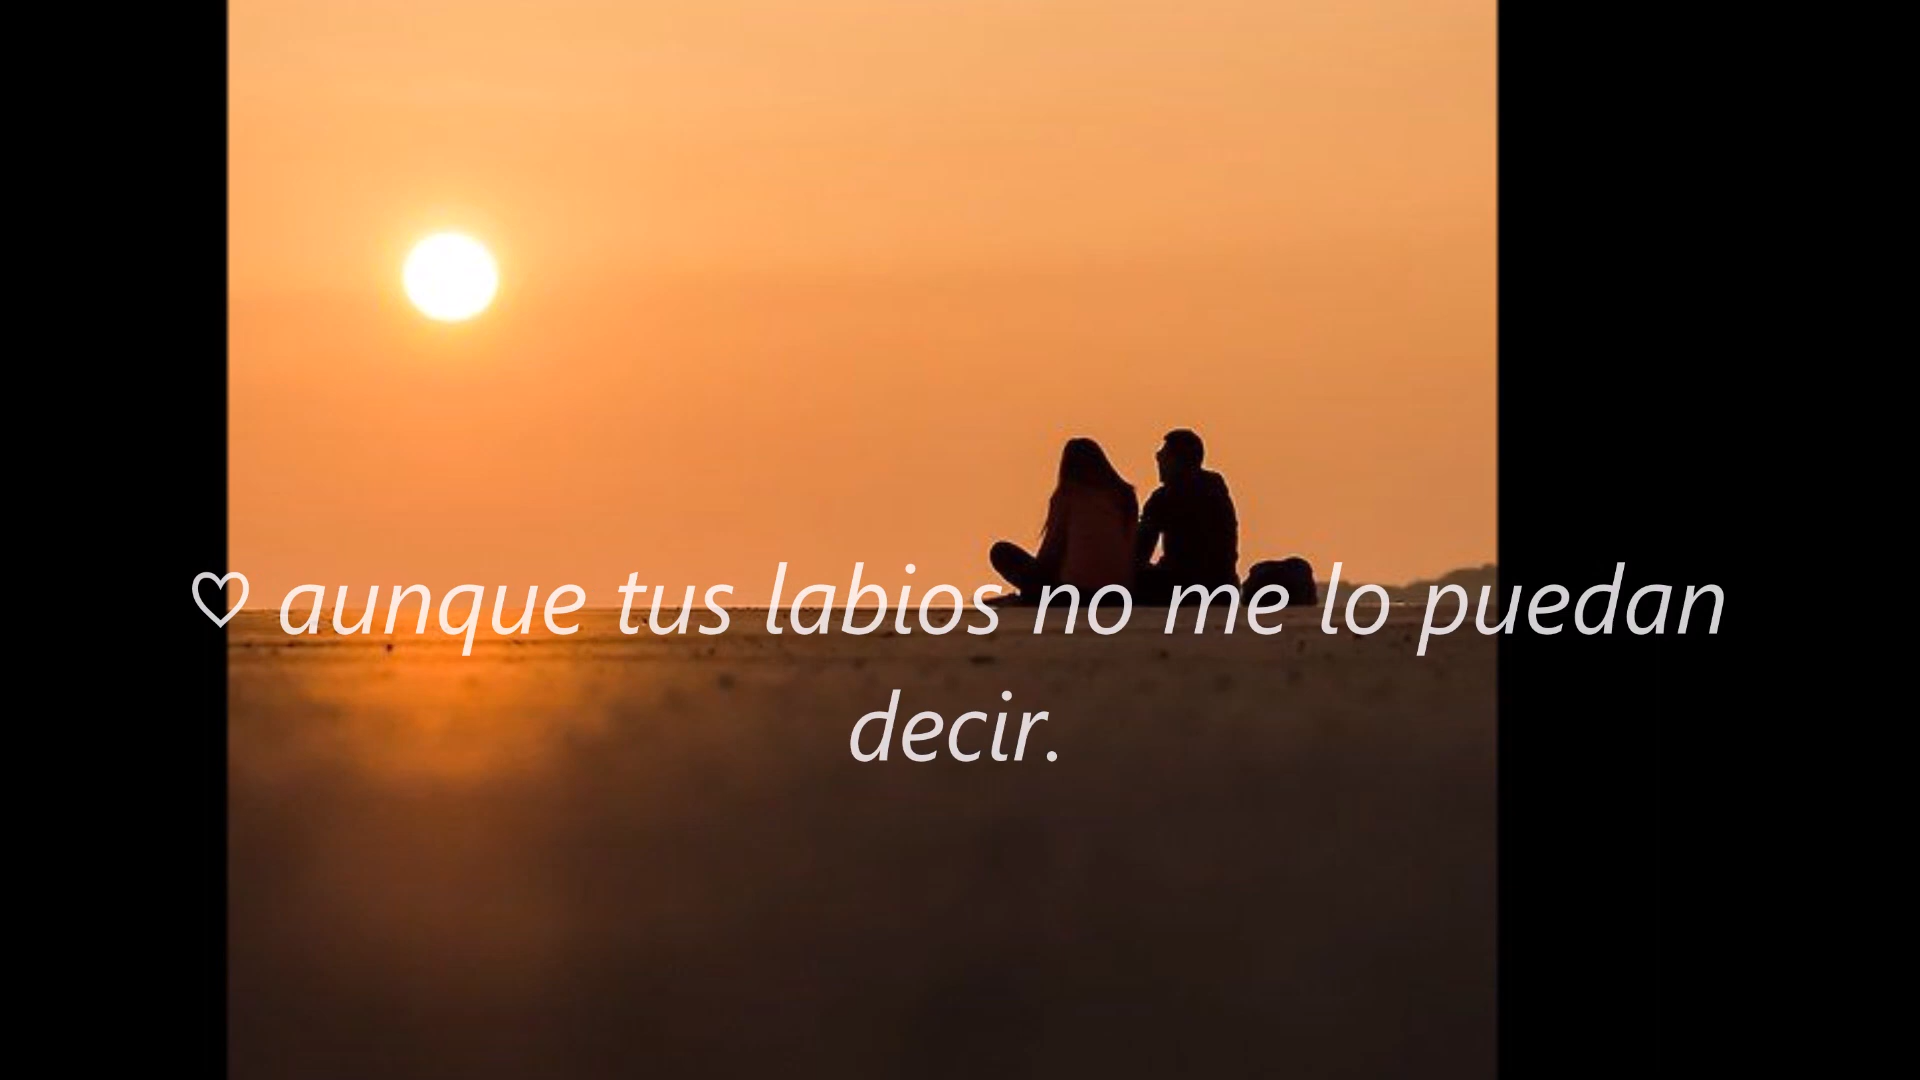 ♡ aunque tus labios no me lo puedan
decir.